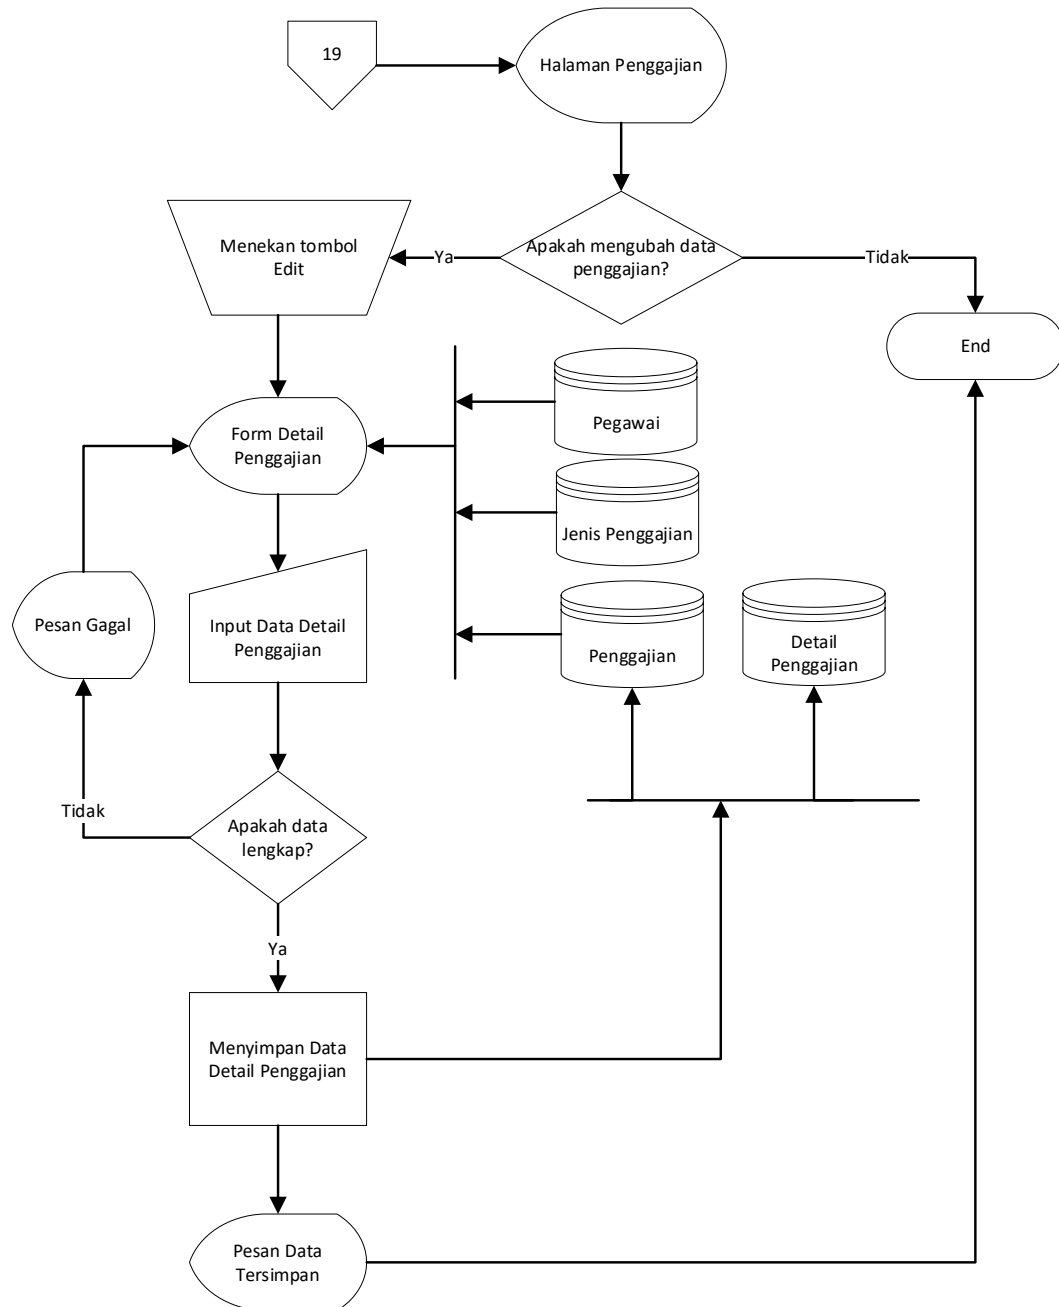 19
Halaman Penggajian
Menekan tombol
Edit
Ya
Apakah mengubah data
penggajian?
Tidak
End
Form Detail
Penggajian
Pegawai
Jenis Penggajian
Pesan Gagal
Input Data Detail
Penggajian
Penggajian
Detail
Penggajian
Tidak
Apakah data
lengkap?
Ya
Menyimpan Data
Detail Penggajian
Pesan Data
Tersimpan